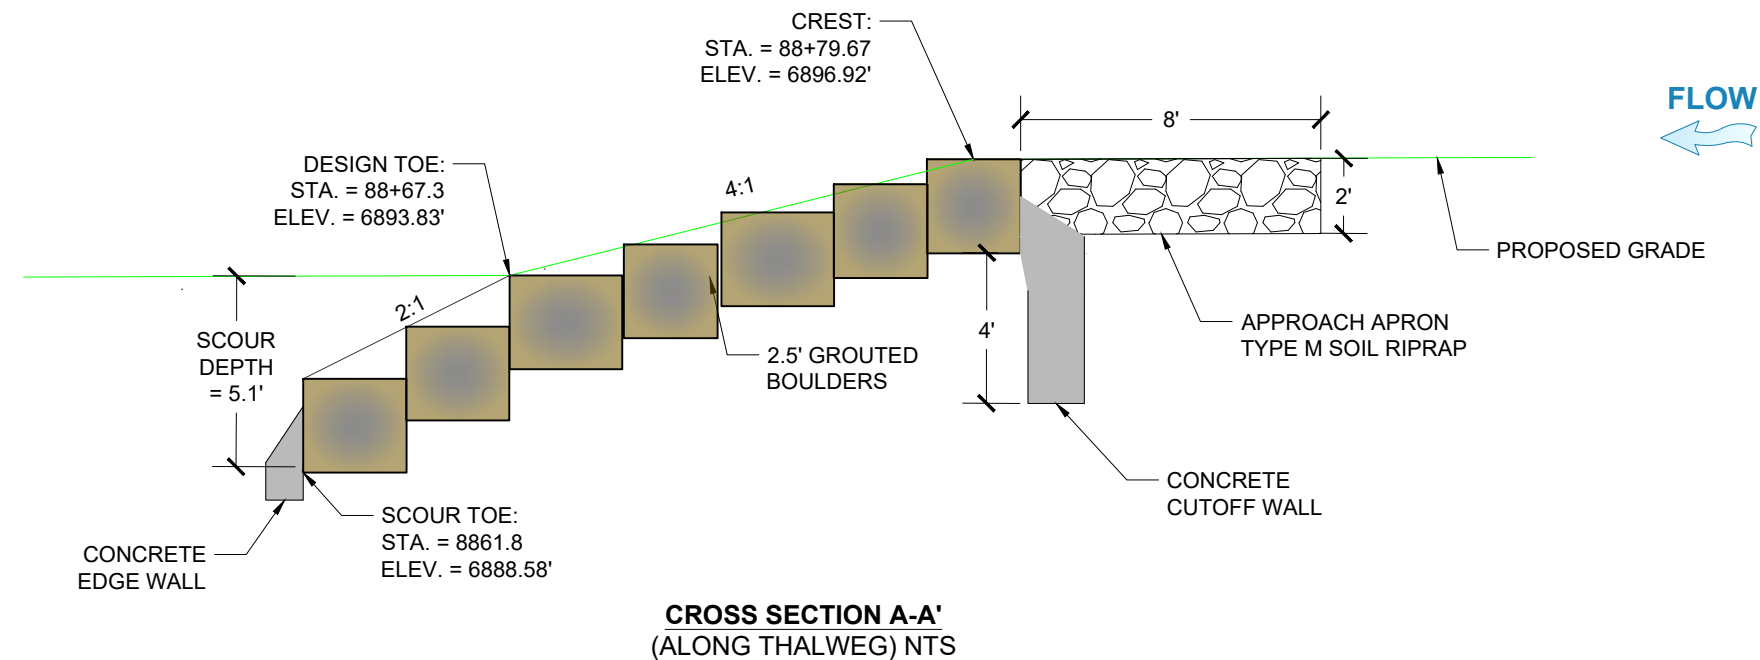 CREST:
STA. = 88+79.67
ELEV. = 6896.92'
FLOW
8'
DESIGN TOE:
STA. = 88+67.3
ELEV. = 6893.83'
4:1
2'
PROPOSED GRADE
2:1
SCOUR
DEPTH
= 5.1'
4'
APPROACH APRON
TYPE M SOIL RIPRAP
2.5' GROUTED
BOULDERS
CONCRETE
CUTOFF WALL
SCOUR TOE:
STA. = 8861.8
ELEV. = 6888.58'
CONCRETE
EDGE WALL
CROSS SECTION A-A'
(ALONG THALWEG) NTS